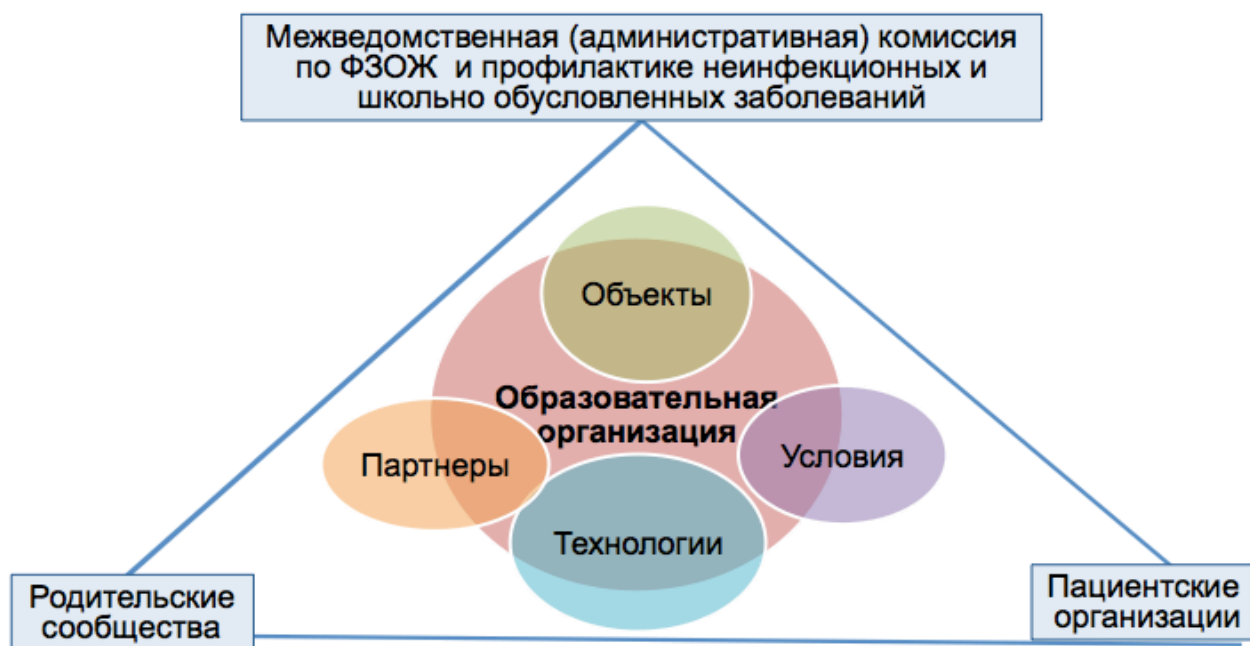 Межведомственная (административная) комиссия
по ФЗОЖ и профилактике неинфекционных и
школьно обусловленных заболеваний
Объекты
Образовательная
организация
Партнеры
Условия
Технологии
Родительские
сообщества
Пациентские
организации